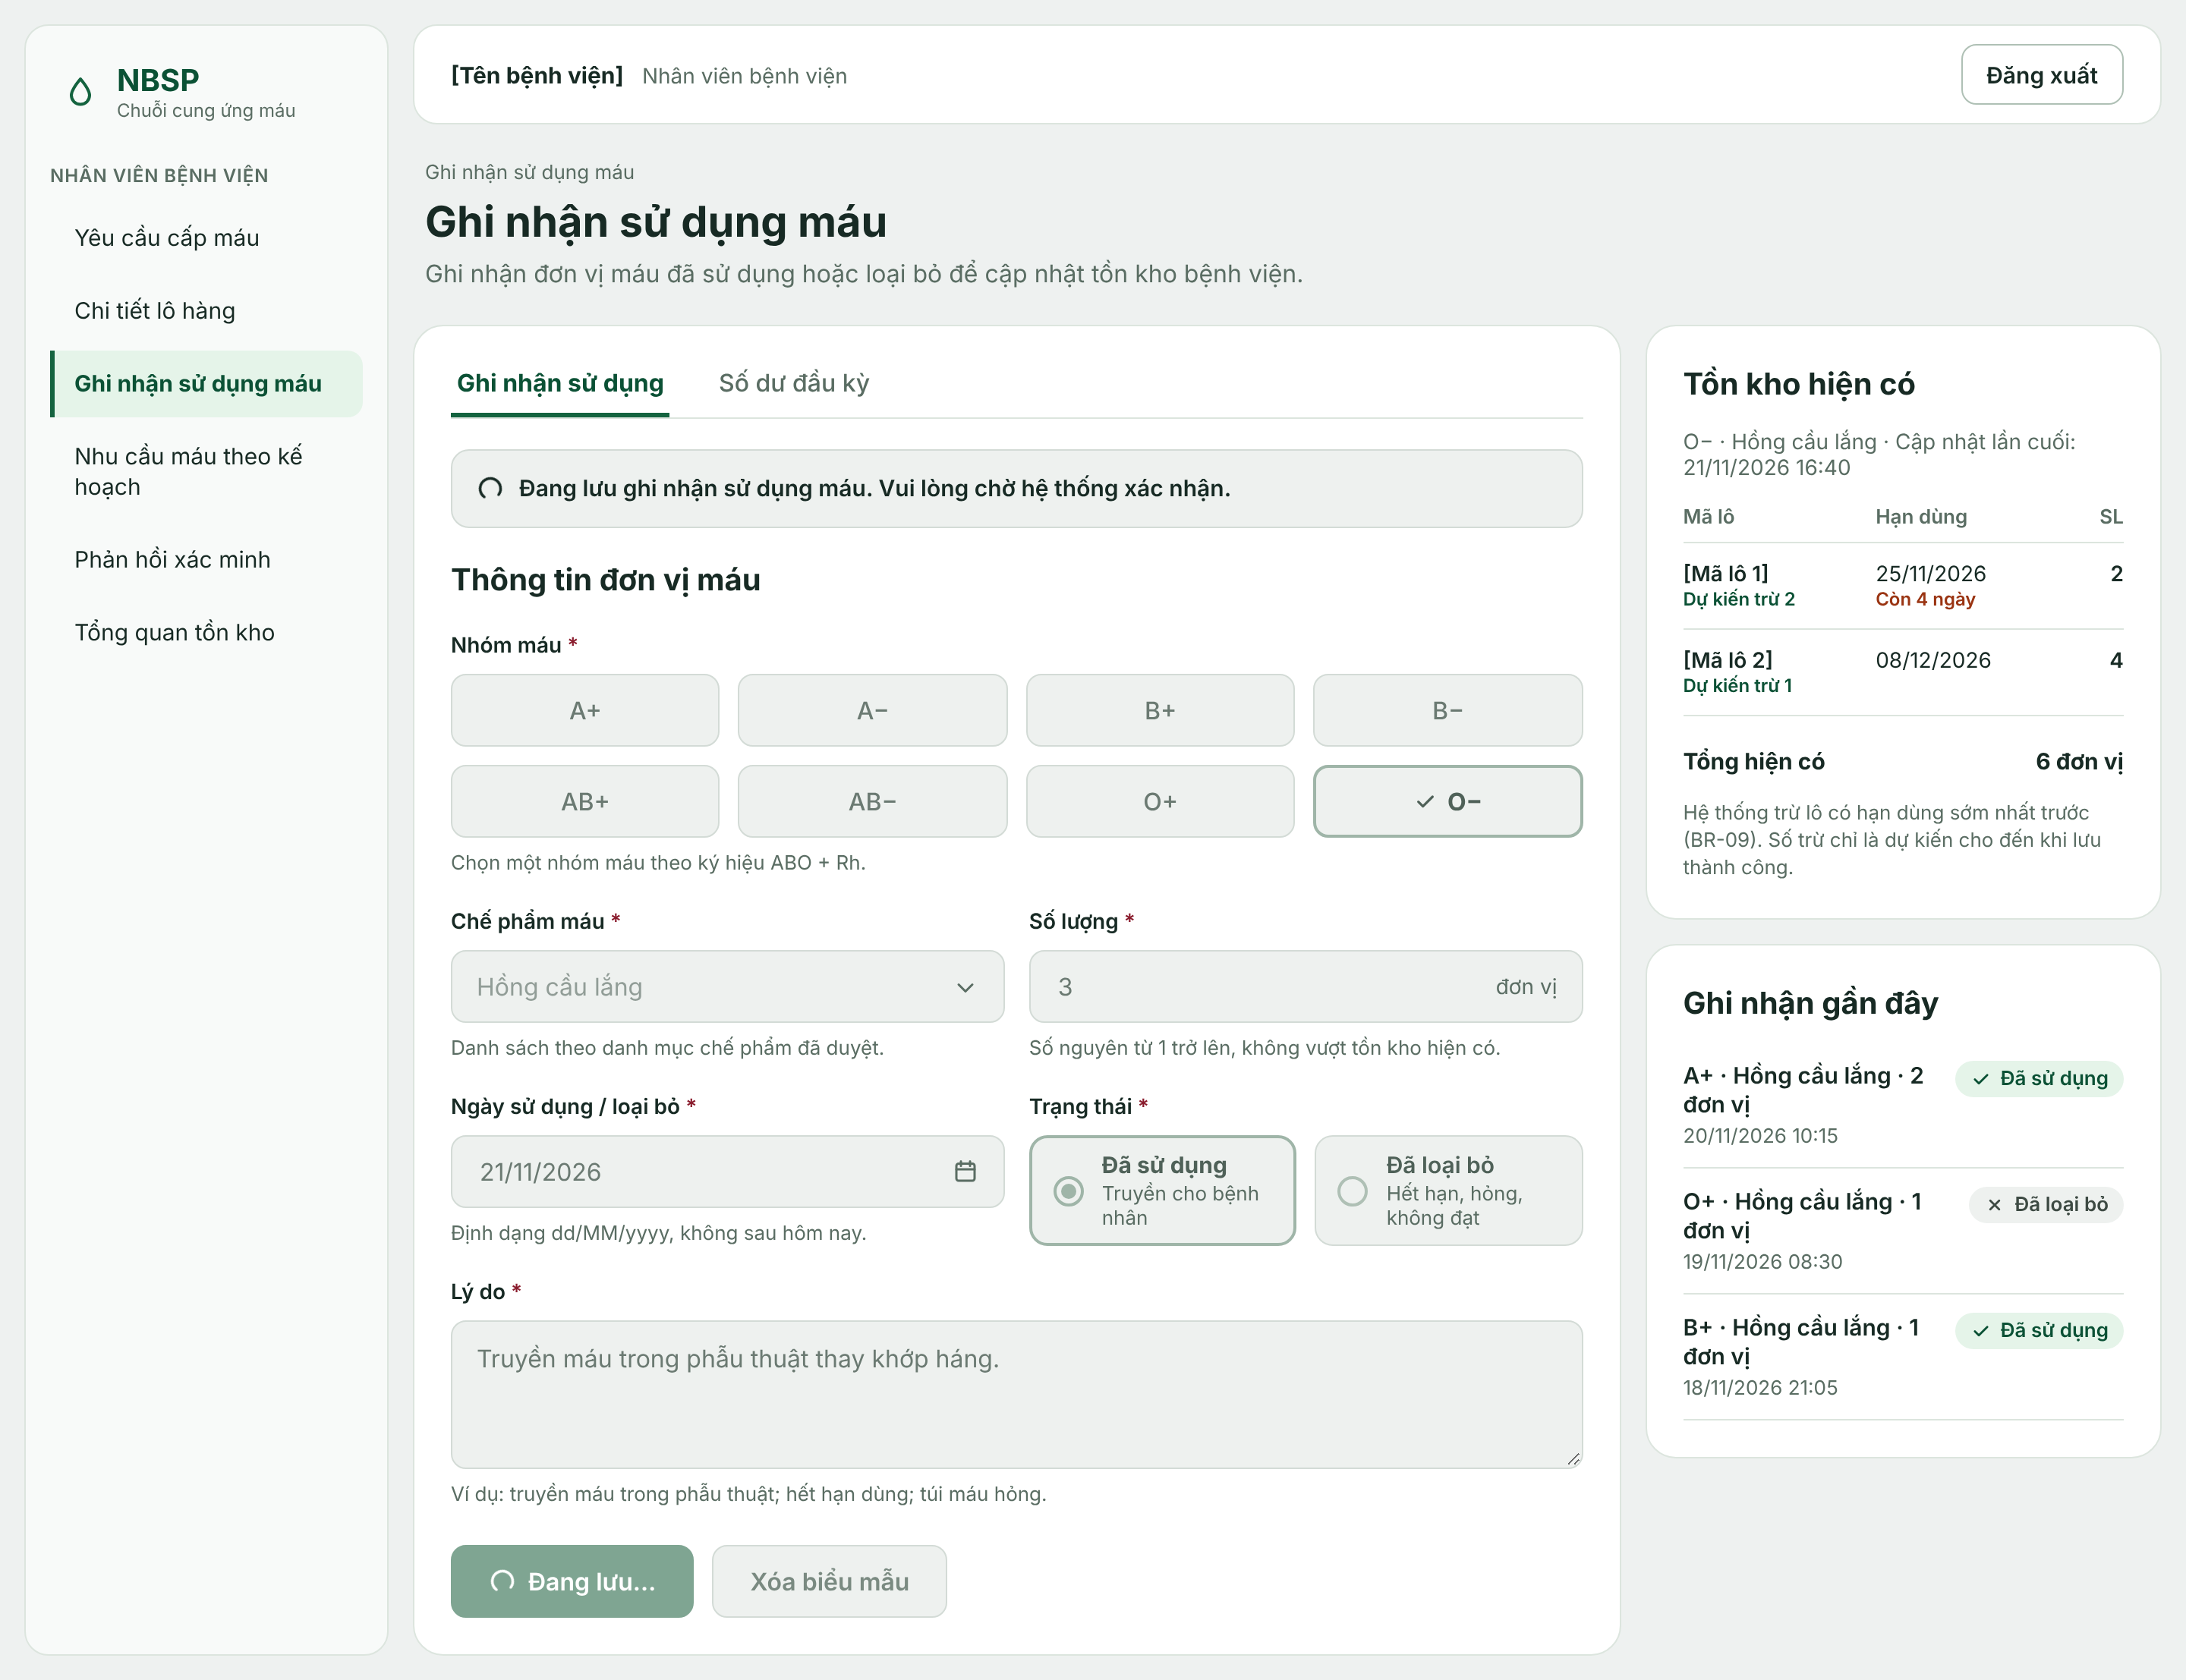 NBSP
Chuỗi cung ứng máu
NHÂN VIÊN BỆNH VIỆN
Yêu cầu cấp máu
Chi tiết lô hàng
Ghi nhận sử dụng máu
Nhu cầu máu theo kế
hoạch
Phản hồi xác minh
Tổng quan tồn kho
[Tên bệnh viện] Nhân viên bệnh viện
Đăng xuất
Ghi nhận sử dụng máu
Ghi nhận sử dụng máu
Ghi nhận đơn vị máu đã sử dụng hoặc loại bỏ để cập nhật tồn kho bệnh viện.
Ghi nhận sử dụng Số dư đầu kỳ
Đang lưu ghi nhận sử dụng máu. Vui lòng chờ hệ thống xác nhận.
Thông tin đơn vị máu
Nhóm máu *
A+ A− B+ B−
AB+ AB− O+ O−
Chọn một nhóm máu theo ký hiệu ABO + Rh.
Chế phẩm máu *
Hồng cầu lắng
Danh sách theo danh mục chế phẩm đã duyệt.
Số lượng *
3 đơn vị
Số nguyên từ 1 trở lên, không vượt tồn kho hiện có.
Ngày sử dụng / loại bỏ *
21/11/2026
Định dạng dd/MM/yyyy, không sau hôm nay.
Trạng thái *
Đã sử dụng
Truyền cho bệnh
nhân
Đã loại bỏ
Hết hạn, hỏng,
không đạt
Lý do *
Truyền máu trong phẫu thuật thay khớp háng.
Ví dụ: truyền máu trong phẫu thuật; hết hạn dùng; túi máu hỏng.
Đang lưu... Xóa biểu mẫu
Tồn kho hiện có
O− · Hồng cầu lắng · Cập nhật lần cuối:
21/11/2026 16:40
Mã lô Hạn dùng SL
[Mã lô 1] 25/11/2026 2
Dự kiến trừ 2 Còn 4 ngày
[Mã lô 2] 08/12/2026 4
Dự kiến trừ 1
Tổng hiện có 6 đơn vị
Hệ thống trừ lô có hạn dùng sớm nhất trước
(BR-09). Số trừ chỉ là dự kiến cho đến khi lưu
thành công.
Ghi nhận gần đây
A+ · Hồng cầu lắng · 2
đơn vị
Đã sử dụng
20/11/2026 10:15
O+ · Hồng cầu lắng · 1
đơn vị
Đã loại bỏ
19/11/2026 08:30
B+ · Hồng cầu lắng · 1
đơn vị
Đã sử dụng
18/11/2026 21:05